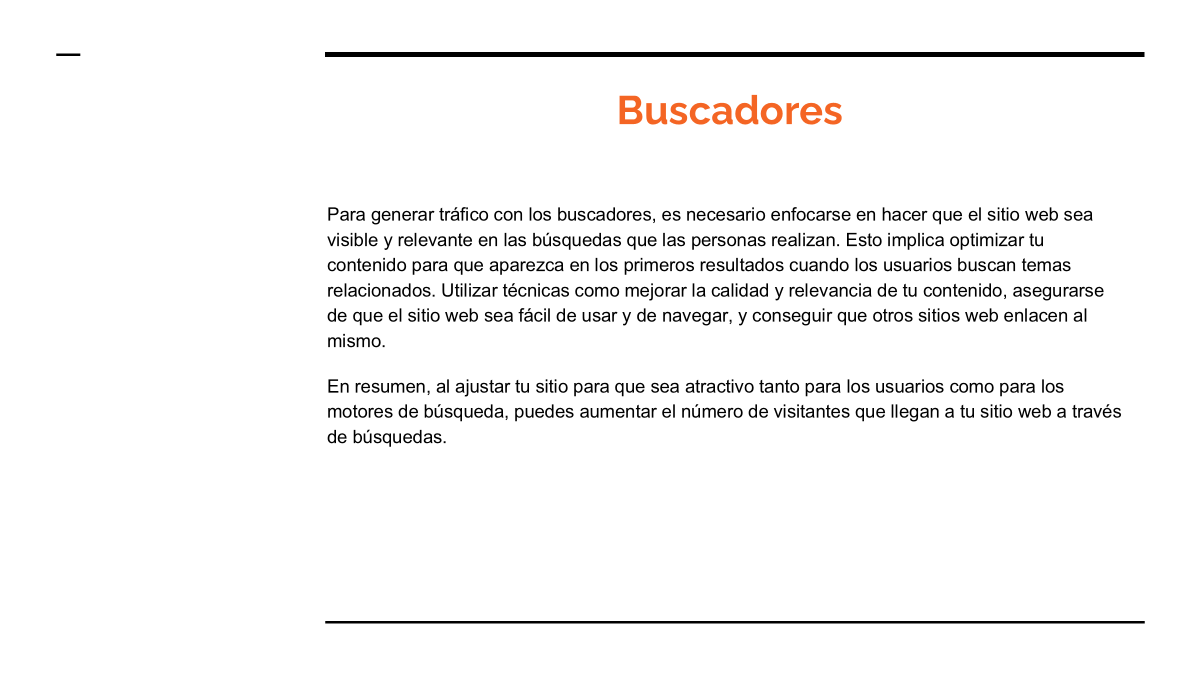 Buscadores
Para generar tráfico con los buscadores, es necesario enfocarse en hacer que el sitio web sea
visible y relevante en las búsquedas que las personas realizan. Esto implica optimizar tu
contenido para que aparezca en los primeros resultados cuando los usuarios buscan temas
relacionados. Utilizar técnicas como mejorar la calidad y relevancia de tu contenido, asegurarse
de que el sitio web sea fácil de usar y de navegar, y conseguir que otros sitios web enlacen al
mismo.
En resumen, al ajustar tu sitio para que sea atractivo tanto para los usuarios como para los
motores de búsqueda, puedes aumentar el número de visitantes que llegan a tu sitio web a través
de búsquedas.